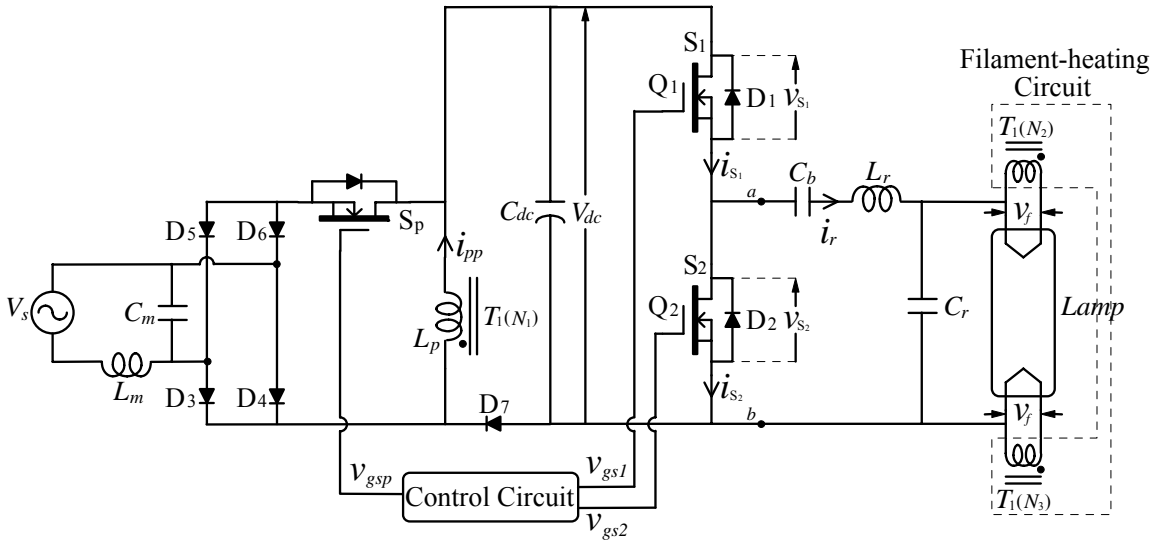 S1
Filament-heating
Circuit
Q1
D1
vS1
T1(N2)
iS1
Cb
Lr
a
ir
vf
Sp
Cdc
Vdc
D5
D6
ipp
Vs
Cm
Lp
T1(N1)
S2
Q2
D2
vS2
Cr
Lamp
Lm
D3
D4
D7
iS2
b
vf
vgsp
Control Circuit
vgs1
vgs2
T1(N3)